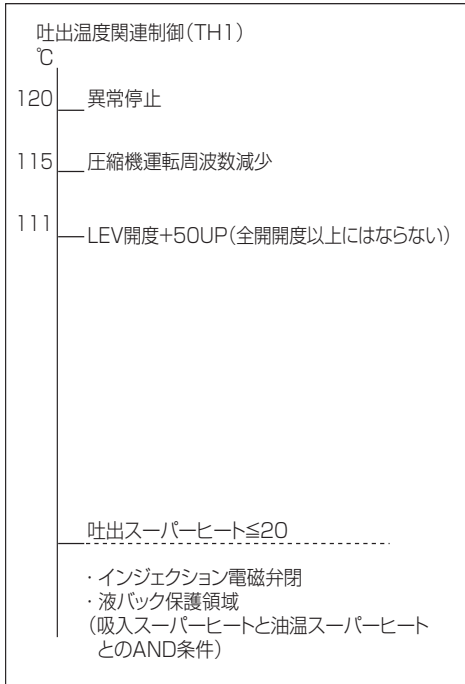 吐出温度関連制御(TH1)
℃
120 異常停止
115 圧縮機運転周波数減少
111 LEV開度+50UP(全開開度以上にはならない)
吐出スーパーヒート≦20
・インジェクション電磁弁閉
・液バック保護領域
(吸入スーパーヒートと油温スーパーヒート
とのAND条件)